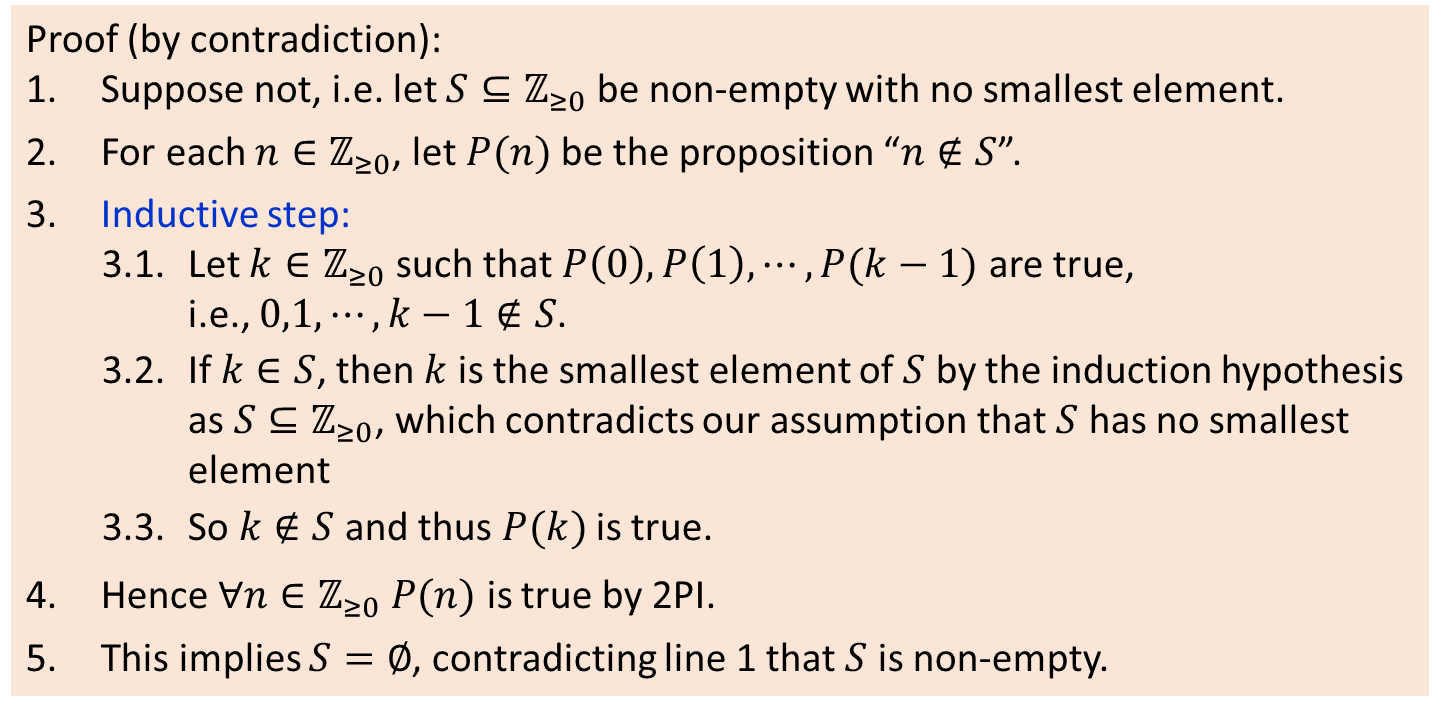 Proof (by contradiction):
1. Suppose not, i.e. let 𝑆 ⊆ ℤ≥0 be non-empty with no smallest element.
2. For each 𝑛 ∈ ℤ≥0, let 𝑃(𝑛) be the proposition “𝑛 ∉ 𝑆”.
3. Inductive step:
3.1. Let 𝑘 ∈ ℤ≥0 such that 𝑃(0), 𝑃(1), ⋯ , 𝑃(𝑘 − 1) are true,
i.e., 0,1, ⋯ , 𝑘 − 1 ∉ 𝑆.
3.2. If 𝑘 ∈ 𝑆, then 𝑘 is the smallest element of 𝑆 by the induction hypothesis
as 𝑆 ⊆ ℤ≥0, which contradicts our assumption that 𝑆 has no smallest
element
3.3. So 𝑘 ∉ 𝑆 and thus 𝑃(𝑘) is true.
4. Hence ∀𝑛 ∈ ℤ≥0 𝑃(𝑛) is true by 2PI.
5. This implies 𝑆 = ∅, contradicting line 1 that 𝑆 is non-empty.